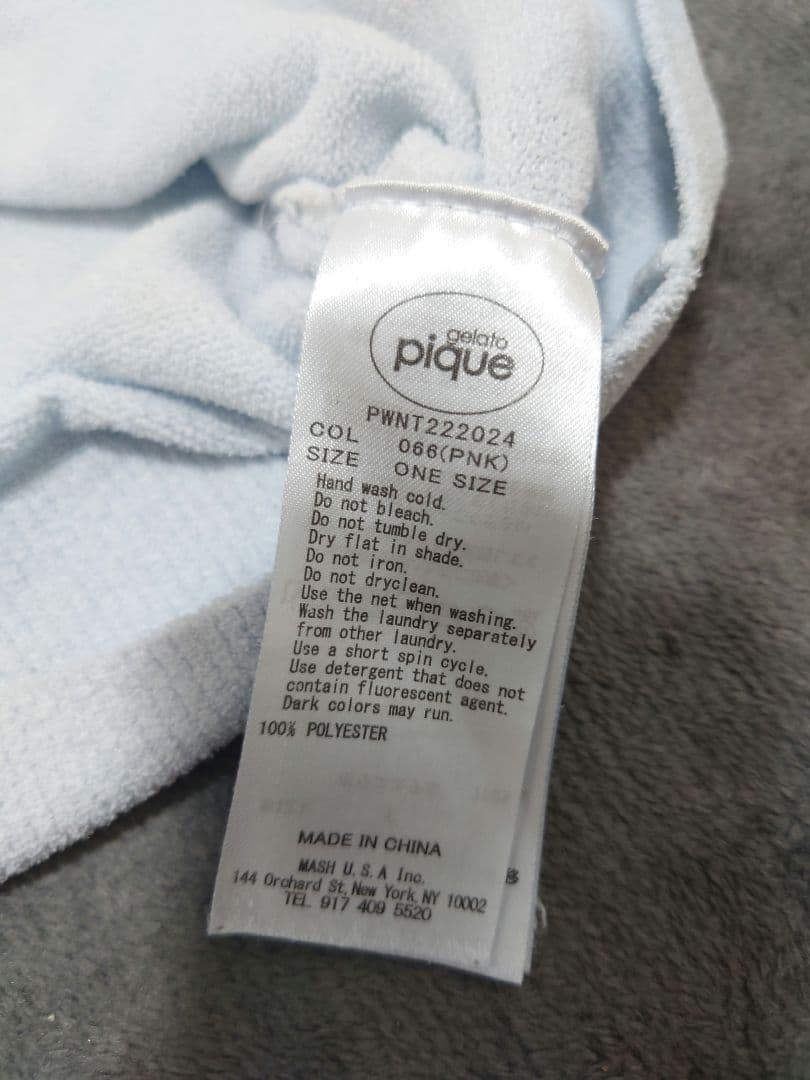 gelato
pique
PWNT222024
COL 066(PNK)
SIZE ONE SIZE
Hand wash cold.
Do not bleach.
Do not tumble dry.
Dry flat in shade.
Do not iron.
Do not dryclean.
Use the net when washing.
Wash the laundry separately
from other laundry.
Use a short spin cycle.
Use detergent that does not
contain fluorescent agent.
Dark colors may run.
100% POLYESTER
MADE IN CHINA
MASH U.S.A Inc.
144 Orchard St, New York, NY 10002
TEL 917 409 5520